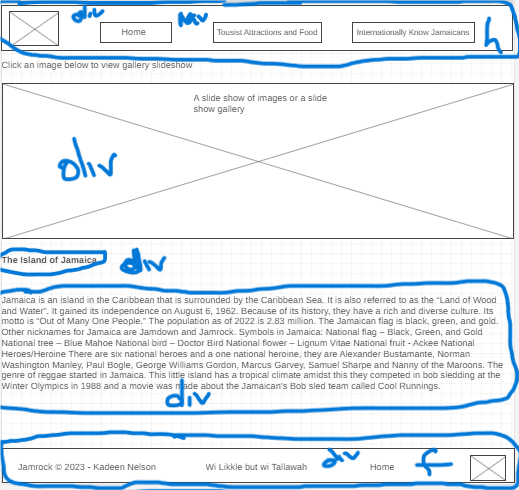 div
Nav
Home
Tousist Attractions and Food
Internationally Know Jamaicans
h
Click an image below to view gallery slideshow
A slide show of images or a slide
show gallery
div
The Island of Jamaica
div
Jamaica is an island in the Caribbean that is surrounded by the Caribbean Sea. It is also referred to as the “Land of Wood
and Water”. It gained its independence on August 6, 1962. Because of its history, they have a rich and diverse culture. Its
motto is “Out of Many One People.” The population as of 2022 is 2.83 million. The Jamaican flag is black, green, and gold.
Other nicknames for Jamaica are Jamdown and Jamrock. Symbols in Jamaica: National flag – Black, Green, and Gold
National tree – Blue Mahoe National bird – Doctor Bird National flower – Lignum Vitae National fruit - Ackee National
Heroes/Heroine There are six national heroes and a one national heroine, they are Alexander Bustamante, Norman
Washington Manley, Paul Bogle, George Williams Gordon, Marcus Garvey, Samuel Sharpe and Nanny of the Maroons. The
genre of reggae started in Jamaica. This little island has a tropical climate amidst this they competed in bob sledding at the
Winter Olympics in 1988 and a movie was made about the Jamaican's Bob sled team called Cool Runnings.
div
Jamrock © 2023 - Kadeen Nelson
Wi Likkle but wi Tallawah
div
Home
f